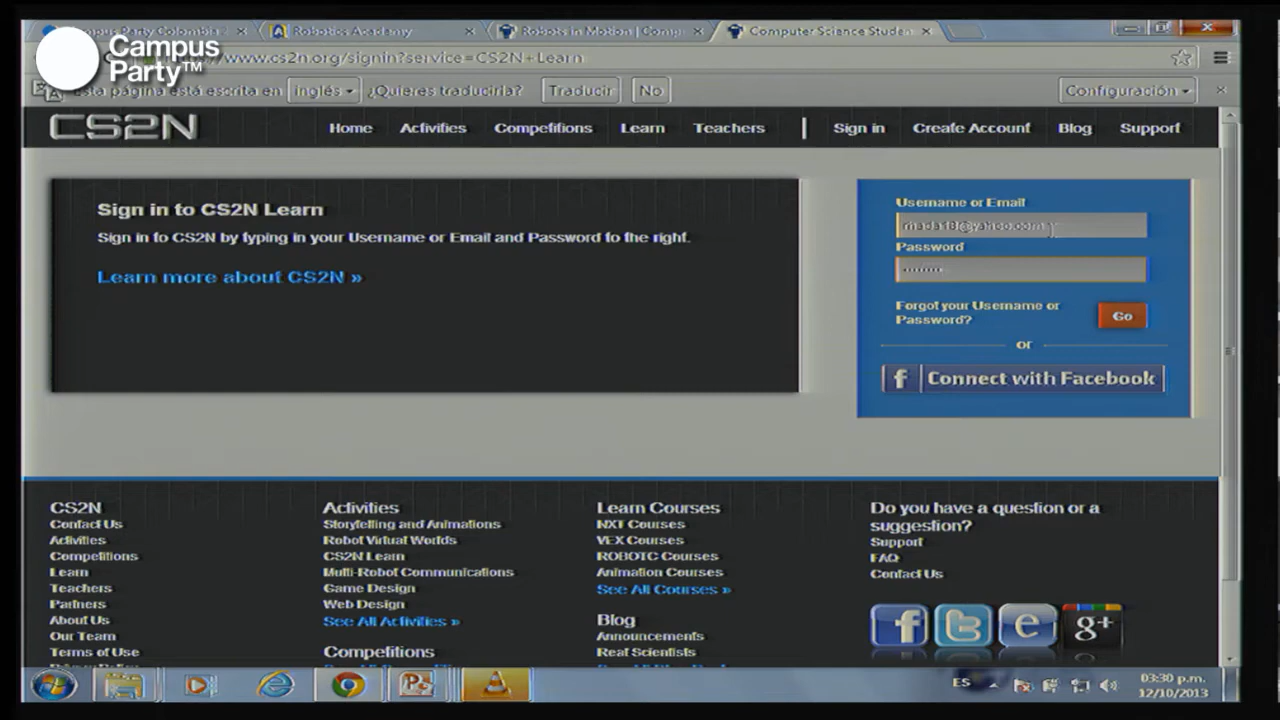 Campus
Party™
Robotics Academy
Robots in Motion | Comp
Computer Science Studen
www.cs2n.org/signin?service=CS2N+Learn
esta página está escrita en inglés ¿Quieres traducirla? Traducir No Configuración
CS2N
Home Activities Competitions Learn Teachers | Sign in Create Account Blog Support
Sign in to CS2N Learn
Sign in to CS2N by typing in your Username or Email and Password to the right.
Learn more about CS2N »
Username or Email
Password
Forgot your Username or
Password?
Go
or
f Connect with Facebook
CS2N
Contact Us
Activities
Competitions
Learn
Teachers
Partners
About Us
Our Team
Terms of Use
Activities
Storytelling and Animations
Robot Virtual Worlds
CS2N Learn
Multi-Robot Communications
Game Design
Web Design
See All Activities »
Competitions
Learn Courses
NXT Courses
VEX Courses
ROBOTC Courses
Animation Courses
See All Courses »
Blog
Announcements
Real Scientists
Do you have a question or a
suggestion?
Support
FAQ
Contact Us
ES
03:30 p.m.
12/10/2013